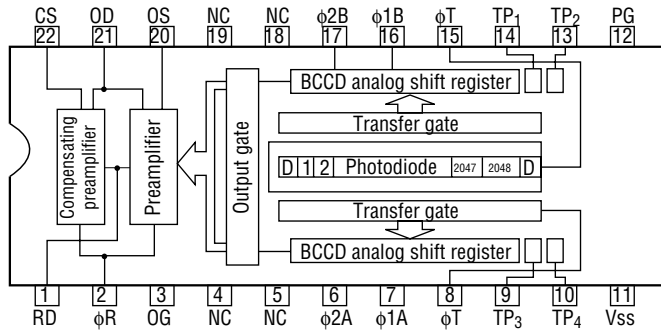 CS OD OS NC NC ϕ2B ϕ1B ϕT TP1 TP2 PG
22 21 20 19 18 17 16 15 14 13 12
BCCD analog shift register
Transfer gate
Compensating
preamplifier
Preamplifier
Output gate
D 1 2 Photodiode 2047 2048 D
Transfer gate
BCCD analog shift register
1 2 3 4 5 6 7 8 9 10 11
RD ϕR OG NC NC ϕ2A ϕ1A ϕT TP3 TP4 Vss